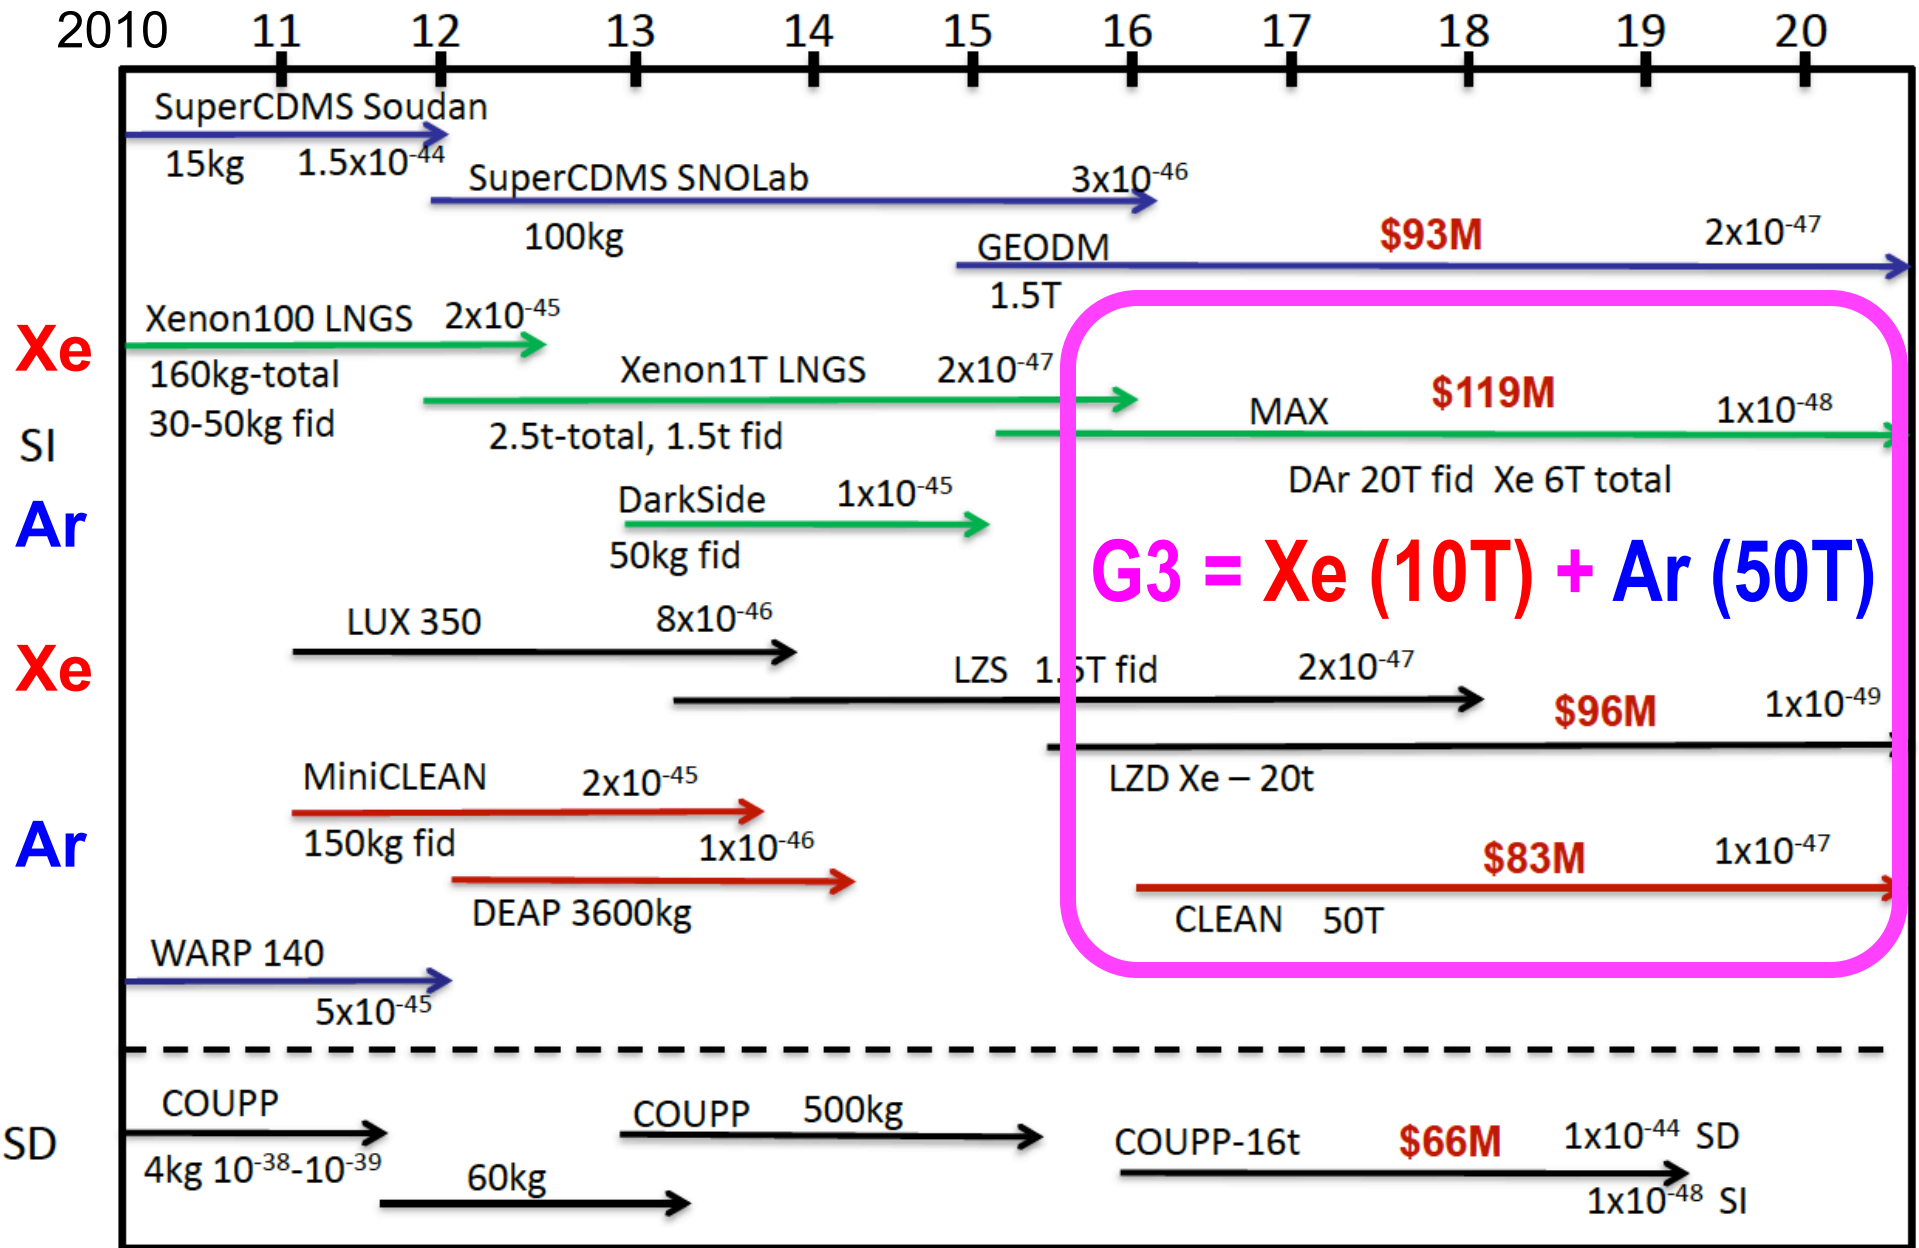 2010 11 12 13 14 15 16 17 18 19 20
SuperCDMS Soudan
15kg 1.5x10⁻⁴⁴
SuperCDMS SNOLab 3x10⁻⁴⁶
100kg
GEODM $93M 2x10⁻⁴⁷
1.5T
Xe
Xenon100 LNGS 2x10⁻⁴⁵
160kg-total
30-50kg fid
Xenon1T LNGS 2x10⁻⁴⁷
2.5t-total, 1.5t fid
MAX $119M 1x10⁻⁴⁸
DAr 20T fid Xe 6T total
SI
Ar
DarkSide 1x10⁻⁴⁵
50kg fid
G3 = Xe (10T) + Ar (50T)
Xe
LUX 350 8x10⁻⁴⁶
LZS 1.5T fid 2x10⁻⁴⁷
$96M 1x10⁻⁴⁹
LZD Xe – 20t
Ar
MiniCLEAN 2x10⁻⁴⁵
150kg fid 1x10⁻⁴⁶
DEAP 3600kg
$83M 1x10⁻⁴⁷
CLEAN 50T
WARP 140
5x10⁻⁴⁵
SD
COUPP
4kg 10⁻³⁸-10⁻³⁹
60kg
COUPP 500kg
COUPP-16t $66M 1x10⁻⁴⁴ SD
1x10⁻⁴⁸ SI